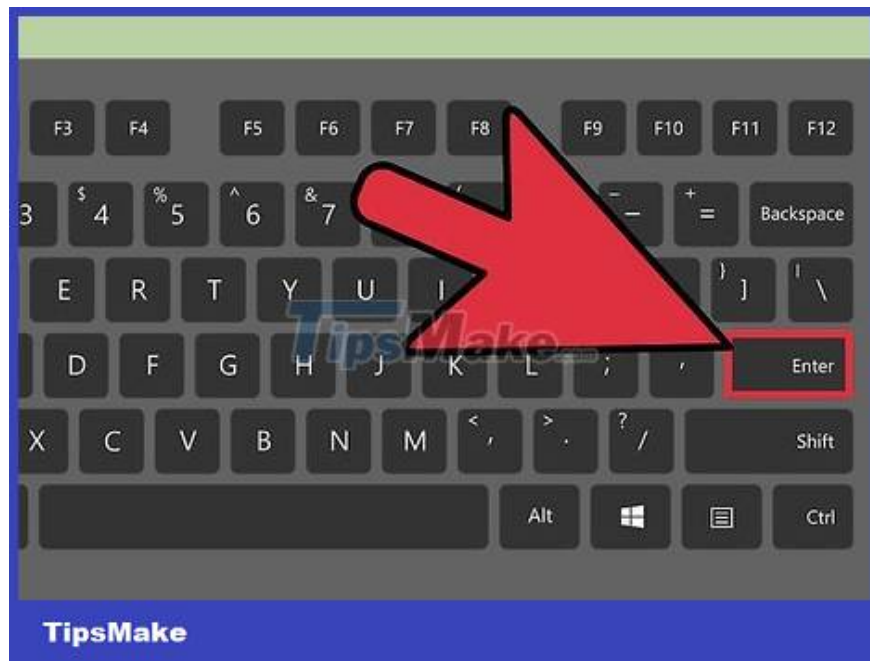 F3 F4 F5 F6 F7 F8 F9 F10 F11 F12
3 $ 4 % 5 ^ 6 & 7 ( _ - + = Backspace
E R T Y U I } ] | \
D F G H J K L ; ' Enter
TipsMake.com
X C V B N M < , > . ? / Shift
Alt Ctrl
TipsMake